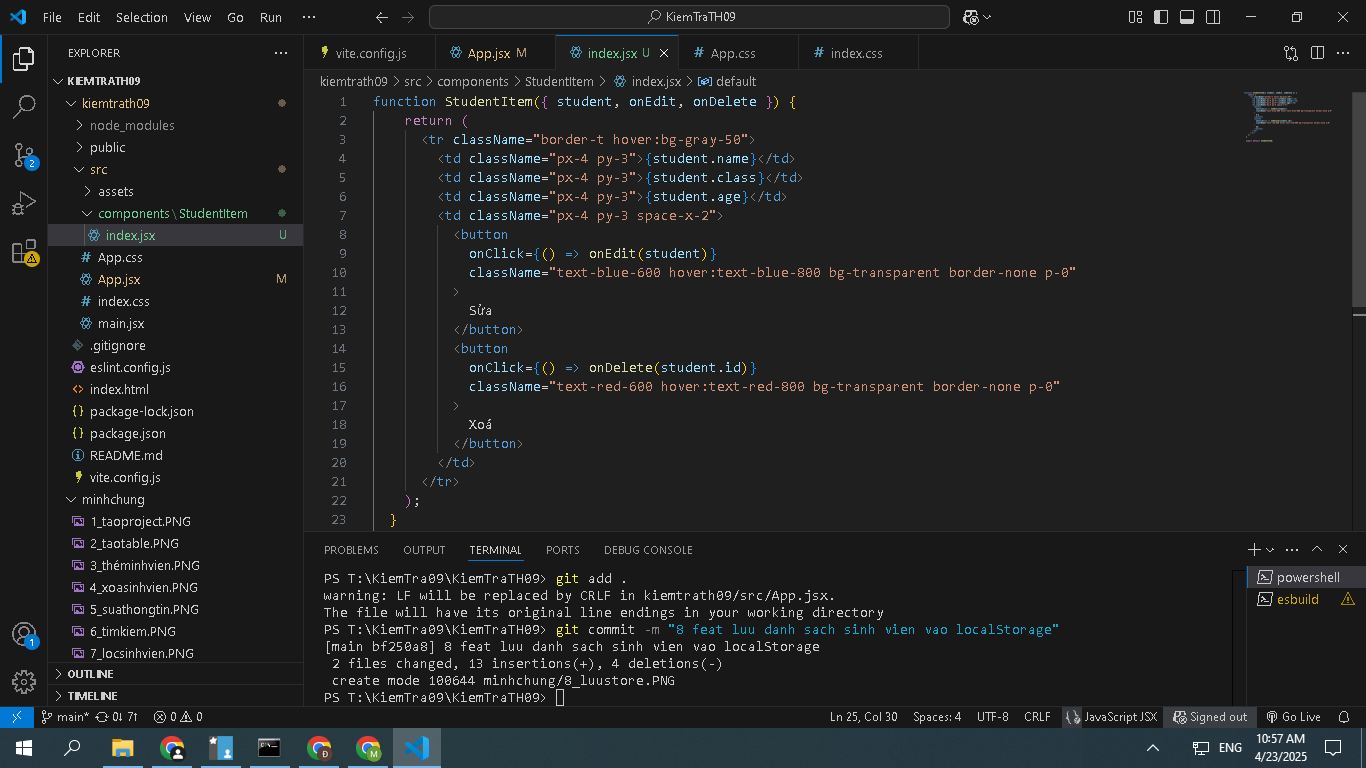 File Edit Selection View Go Run ··· KiemTraTH09
EXPLORER ···
vite.config.js App.jsx M index.jsx U App.css index.css ···
KIEMTRATH09
kiemtrath09
node_modules
public
src
assets
components \ StudentItem
index.jsx U
App.css
App.jsx M
index.css
main.jsx
.gitignore
eslint.config.js
index.html
package-lock.json
package.json
README.md
vite.config.js
minhchung
1_taoproject.PNG
2_taotable.PNG
3_théminhvien.PNG
4_xoasinhvien.PNG
5_suathongtin.PNG
6_timkiem.PNG
7_locsinhvien.PNG
OUTLINE
TIMELINE
2
1
kiemtrath09 > src > components > StudentItem > index.jsx > default
1 function StudentItem({ student, onEdit, onDelete }) {
2 return (
3 <tr className="border-t hover:bg-gray-50">
4 <td className="px-4 py-3">{student.name}</td>
5 <td className="px-4 py-3">{student.class}</td>
6 <td className="px-4 py-3">{student.age}</td>
7 <td className="px-4 py-3 space-x-2">
8 <button
9 onClick={() => onEdit(student)}
10 className="text-blue-600 hover:text-blue-800 bg-transparent border-none p-0"
11 >
12 Sửa
13 </button>
14 <button
15 onClick={() => onDelete(student.id)}
16 className="text-red-600 hover:text-red-800 bg-transparent border-none p-0"
17 >
18 Xoá
19 </button>
20 </td>
21 </tr>
22 );
23 }
PROBLEMS OUTPUT TERMINAL PORTS DEBUG CONSOLE ···
PS T:\KiemTra09\KiemTraTH09> git add .
warning: LF will be replaced by CRLF in kiemtrath09/src/App.jsx.
The file will have its original line endings in your working directory
PS T:\KiemTra09\KiemTraTH09> git commit -m "8 feat luu danh sach sinh vien vao localStorage"
[main bf250a8] 8 feat luu danh sach sinh vien vao localStorage
2 files changed, 13 insertions(+), 4 deletions(-)
create mode 100644 minhchung/8_luustore.PNG
PS T:\KiemTra09\KiemTraTH09>
powershell
esbuild
main* 0↓ 7↑ 0 0 Ln 25, Col 30 Spaces: 4 UTF-8 CRLF JavaScript JSX Signed out Go Live
ENG 10:57 AM
4/23/2025